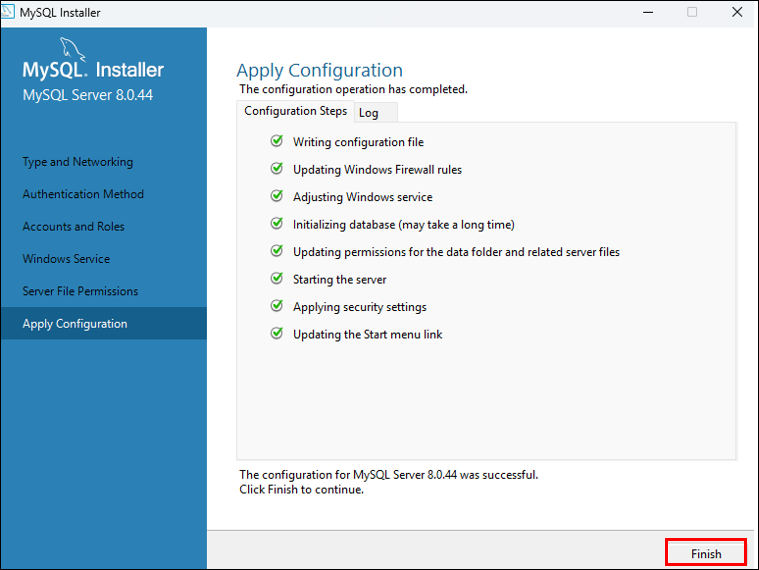 MySQL Installer
MySQL. Installer
MySQL Server 8.0.44
Type and Networking
Authentication Method
Accounts and Roles
Windows Service
Server File Permissions
Apply Configuration
Apply Configuration
The configuration operation has completed.
Configuration Steps Log
Writing configuration file
Updating Windows Firewall rules
Adjusting Windows service
Initializing database (may take a long time)
Updating permissions for the data folder and related server files
Starting the server
Applying security settings
Updating the Start menu link
The configuration for MySQL Server 8.0.44 was successful.
Click Finish to continue.
Finish